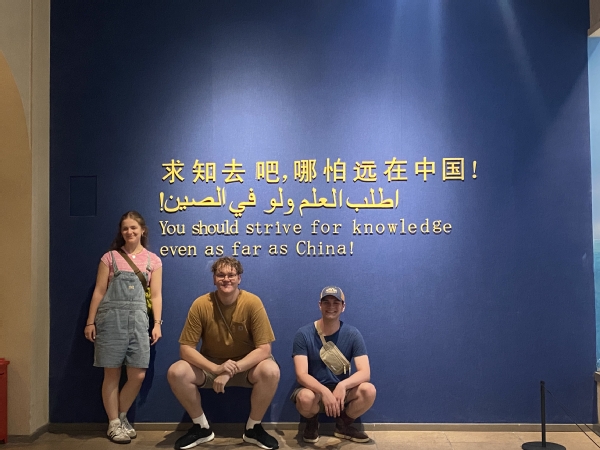 求知去吧,哪怕远在中国!
اطلب العلم ولو في الصين!
You should strive for knowledge
even as far as China!